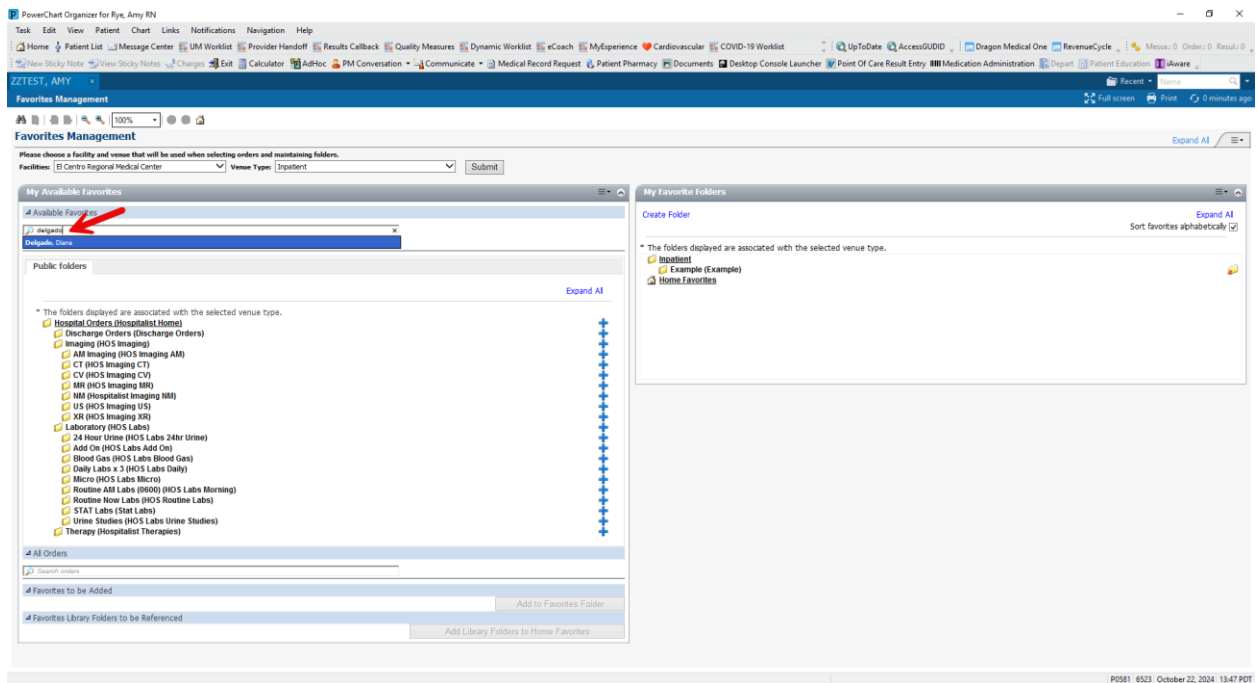 PowerChart Organizer for Rye, Amy RN
Task Edit View Patient Chart Links Notifications Navigation Help
Home Patient List Message Center UM Worklist Provider Handoff Results Callback Quality Measures Dynamic Worklist eCoach MyExperience Cardiovascular COVID-19 Worklist UpToDate AccessGUDID Dragon Medical One RevenueCycle Messa: 0 Order: 0 Resul: 0
New Sticky Note View Sticky Notes Charges Exit Calculator AdHoc PM Conversation Communicate Medical Record Request Patient Pharmacy Documents Desktop Console Launcher Point Of Care Result Entry Medication Administration Depart Patient Education iAware
ZZTEST, AMY × Recent Name
Favorites Management Full screen Print 0 minutes ago
100%
Favorites Management Expand All
Please choose a facility and venue that will be used when selecting orders and maintaining folders.
Facilities: El Centro Regional Medical Center Venue Type: Inpatient Submit
My Available Favorites
Available Favorites
delgado x
Delgado, Diana
Public folders
Expand All
* The folders displayed are associated with the selected venue type.
Hospital Orders (Hospitalist Home)
Discharge Orders (Discharge Orders)
Imaging (HOS Imaging)
AM Imaging (HOS Imaging AM)
CT (HOS Imaging CT)
CV (HOS Imaging CV)
MR (HOS Imaging MR)
NM (Hospitalist Imaging NM)
US (HOS Imaging US)
XR (HOS Imaging XR)
Laboratory (HOS Labs)
24 Hour Urine (HOS Labs 24hr Urine)
Add On (HOS Labs Add On)
Blood Gas (HOS Labs Blood Gas)
Daily Labs x 3 (HOS Labs Daily)
Micro (HOS Labs Micro)
Routine AM Labs (0600) (HOS Labs Morning)
Routine Now Labs (HOS Routine Labs)
STAT Labs (Stat Labs)
Urine Studies (HOS Labs Urine Studies)
Therapy (Hospitalist Therapies)
All Orders
Search orders
Favorites to be Added
Add to Favorites Folder
Favorites Library Folders to be Referenced
Add Library Folders to Home Favorites
My Favorite Folders
Create Folder Expand All
Sort favorites alphabetically
* The folders displayed are associated with the selected venue type.
Inpatient
Example (Example)
Home Favorites
P0581 6523 October 22, 2024 13:47 PDT